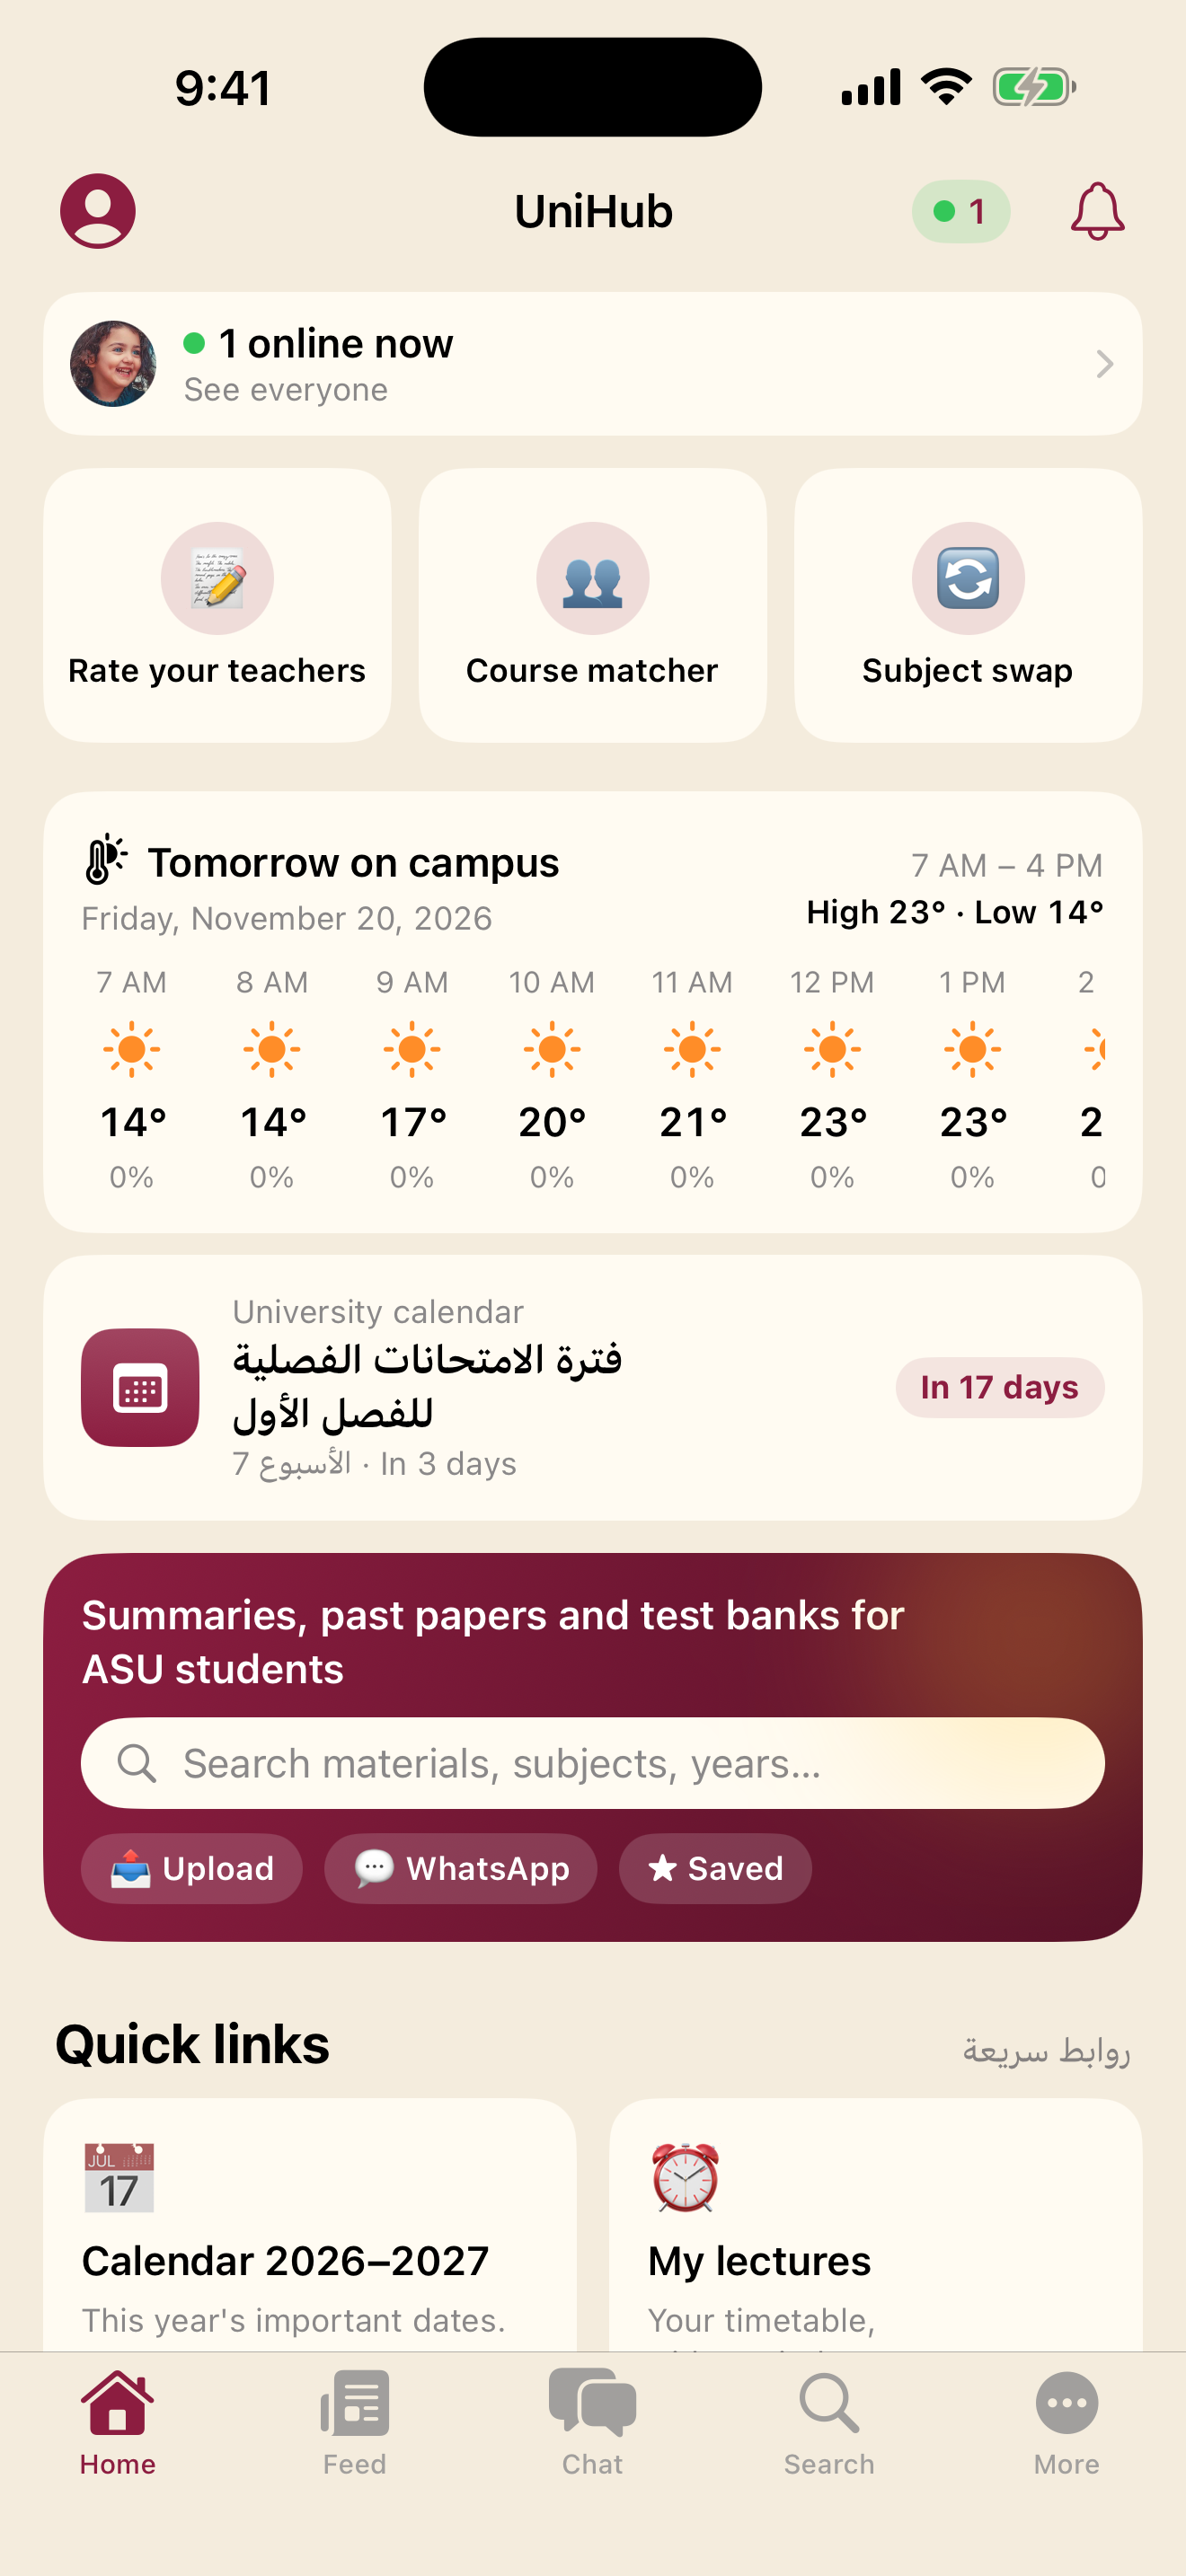 9:41
UniHub
1
1 online now
See everyone
Rate your teachers
Course matcher
Subject swap
Tomorrow on campus
7 AM – 4 PM
Friday, November 20, 2026
High 23° · Low 14°
7 AM 8 AM 9 AM 10 AM 11 AM 12 PM 1 PM 2
14° 14° 17° 20° 21° 23° 23° 2
0% 0% 0% 0% 0% 0% 0% 0
University calendar
فترة الامتحانات الفصلية
للفصل الأول
In 17 days
الأسبوع 7 · In 3 days
Summaries, past papers and test banks for
ASU students
Search materials, subjects, years...
Upload
WhatsApp
Saved
Quick links
روابط سريعة
JUL
17
Calendar 2026–2027
This year's important dates.
My lectures
Your timetable,
Home
Feed
Chat
Search
More